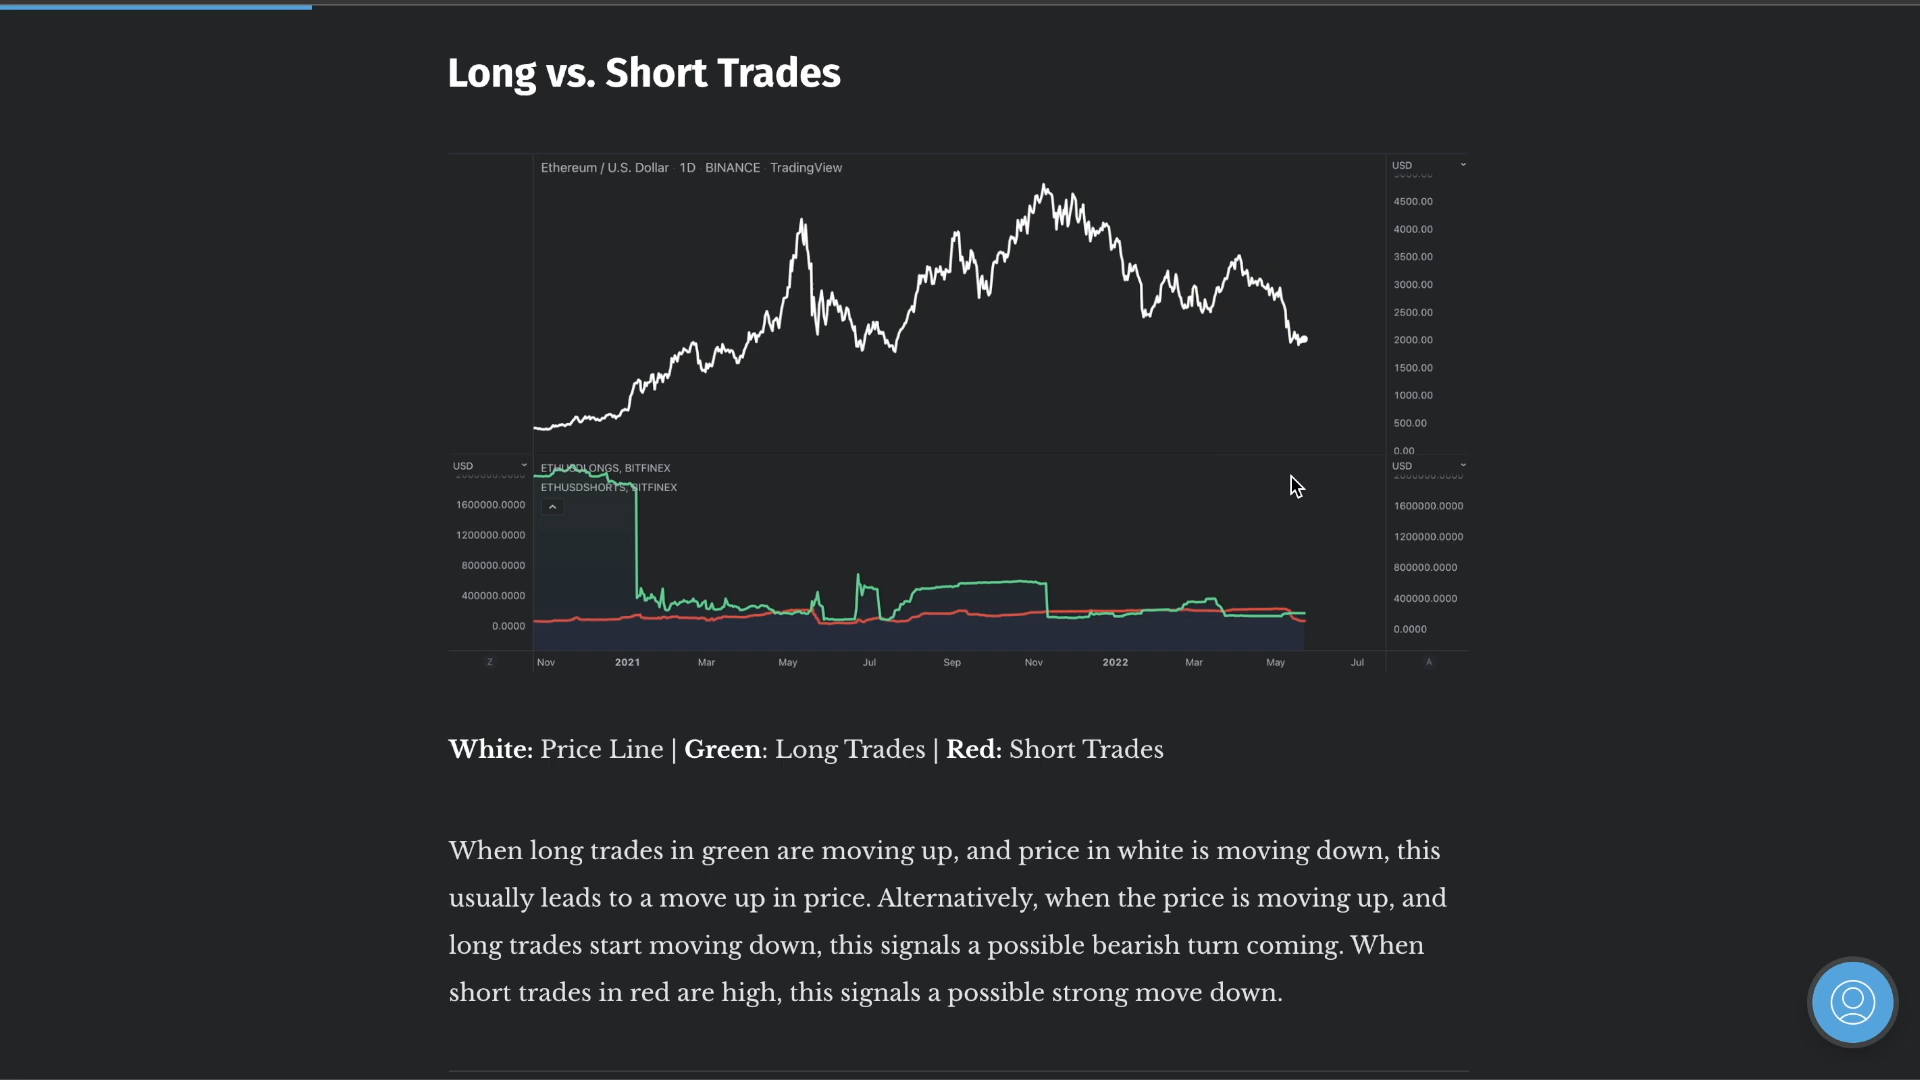 Long vs. Short Trades
Ethereum / U.S. Dollar · 1D · BINANCE · TradingView
USD
4500.00
4000.00
3500.00
3000.00
2500.00
2000.00
1500.00
1000.00
500.00
0.00
USD
ETHUSDLONGS, BITFINEX
USD
ETHUSDSHORTS, BITFINEX
1600000.0000
1600000.0000
1200000.0000
1200000.0000
800000.0000
800000.0000
400000.0000
400000.0000
0.0000
0.0000
Z Nov 2021 Mar May Jul Sep Nov 2022 Mar May Jul A
White: Price Line | Green: Long Trades | Red: Short Trades
When long trades in green are moving up, and price in white is moving down, this
usually leads to a move up in price. Alternatively, when the price is moving up, and
long trades start moving down, this signals a possible bearish turn coming. When
short trades in red are high, this signals a possible strong move down.